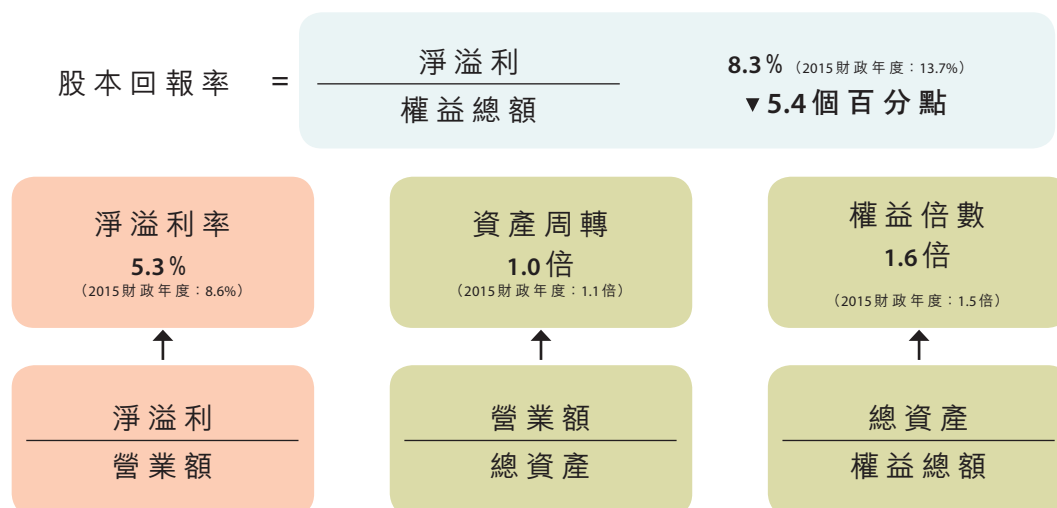 股本回報率 =
淨溢利
權益總額
8.3%（2015財政年度：13.7%）
▼5.4個百分點
淨溢利率
5.3%
（2015財政年度：8.6%）
資產周轉
1.0倍
（2015財政年度：1.1倍）
權益倍數
1.6倍
（2015財政年度：1.5倍）
淨溢利
營業額
營業額
總資產
總資產
權益總額